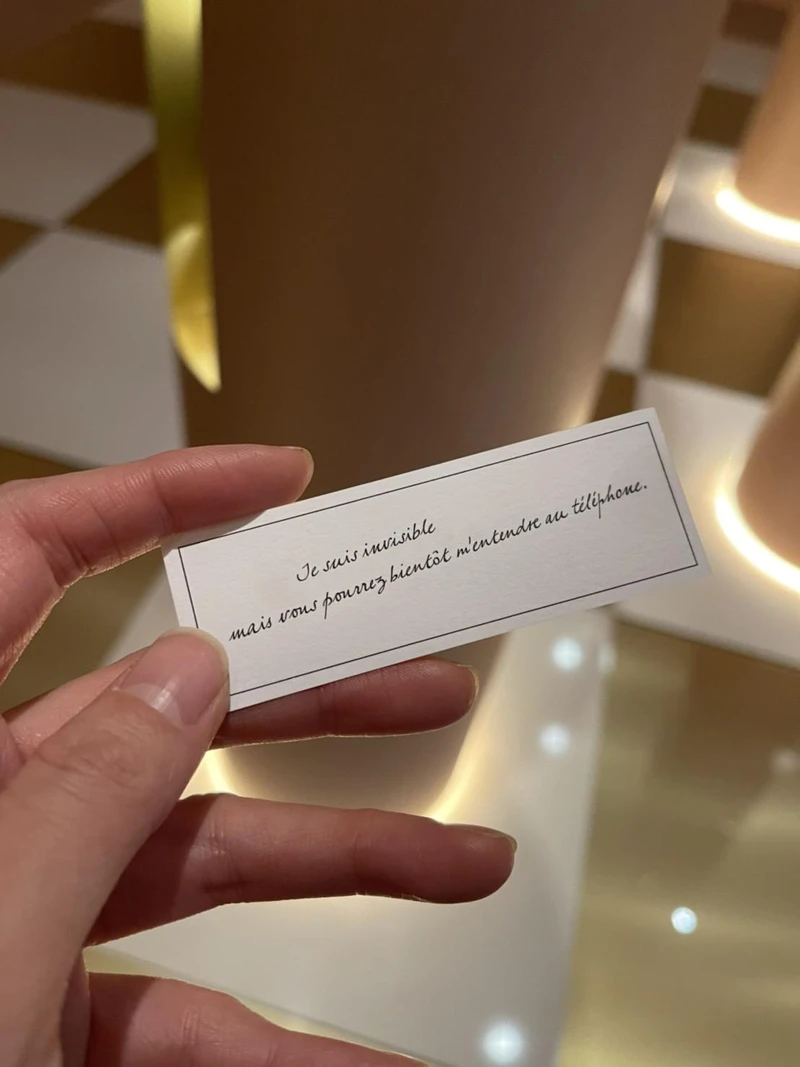 Je suis invisible
mais vous pourrez bientôt m'entendre au téléphone.